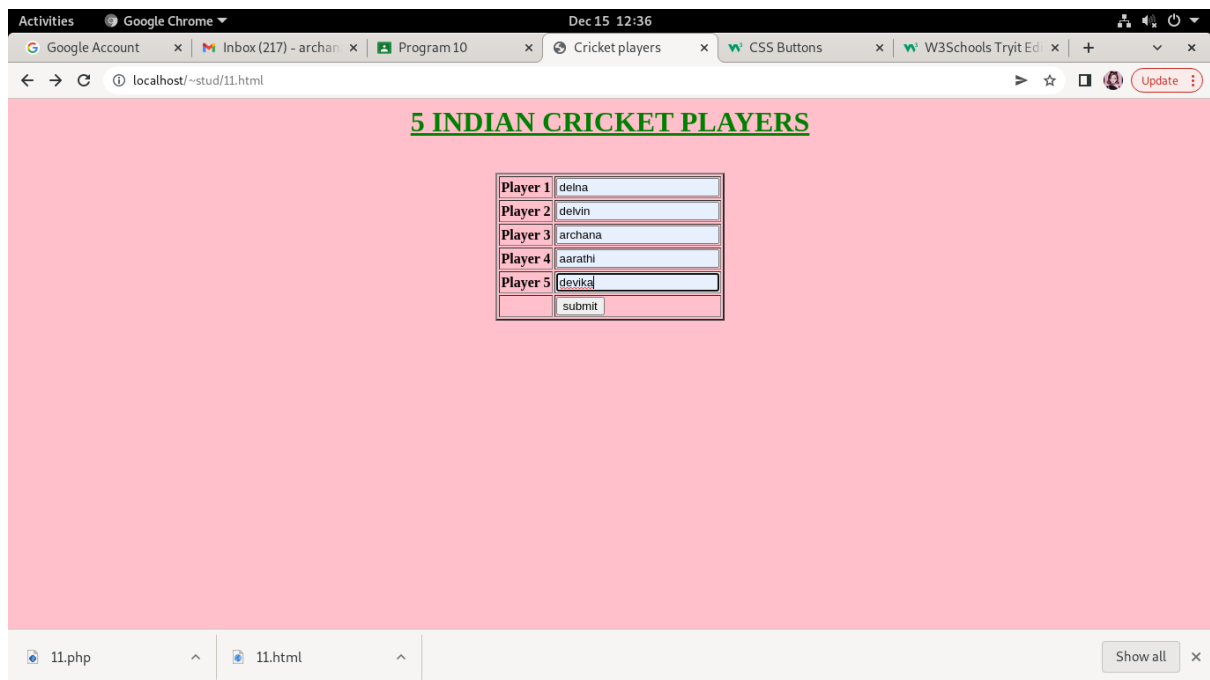 Activities Google Chrome Dec 15 12:36
Google Account Inbox (217) - archan Program 10 Cricket players CSS Buttons W3Schools Tryit Edi
localhost/~stud/11.html Update
5 INDIAN CRICKET PLAYERS
Player 1 delna
Player 2 delvin
Player 3 archana
Player 4 aarathi
Player 5 devika
submit
11.php 11.html Show all